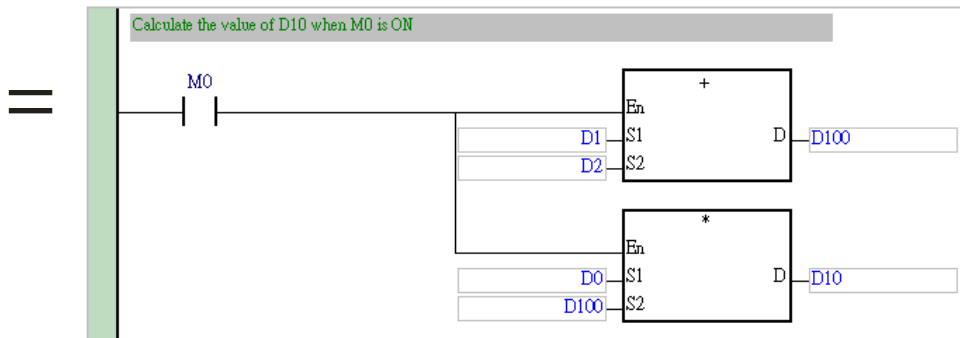 Calculate the value of D10 when M0 is ON
=
M0
+
En
D1 S1 D D100
D2 S2
*
En
D0 S1 D D10
D100 S2